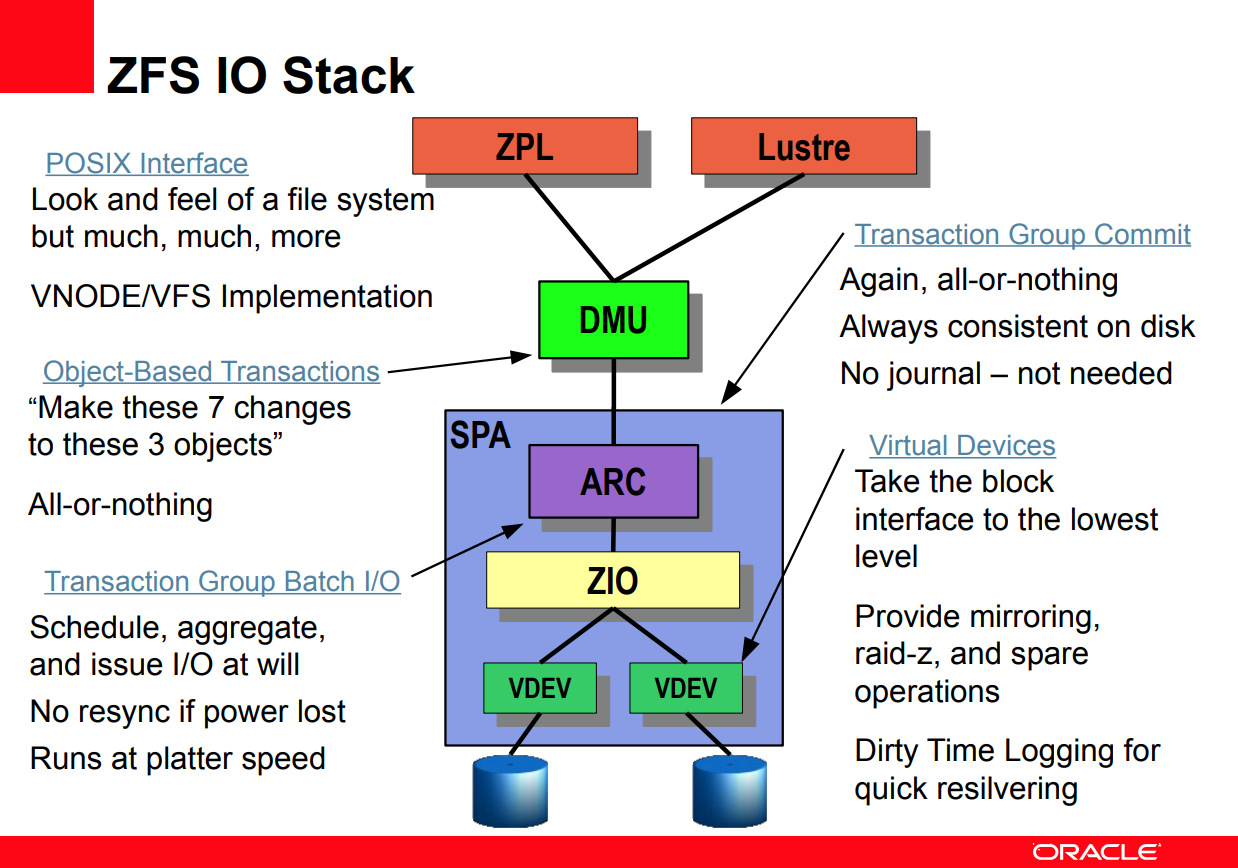 ZFS IO Stack
ZPL
Lustre
POSIX Interface
Look and feel of a file system
but much, much, more
VNODE/VFS Implementation
Object-Based Transactions
“Make these 7 changes
to these 3 objects”
All-or-nothing
Transaction Group Batch I/O
Schedule, aggregate,
and issue I/O at will
No resync if power lost
Runs at platter speed
DMU
SPA
ARC
ZIO
VDEV
VDEV
Transaction Group Commit
Again, all-or-nothing
Always consistent on disk
No journal – not needed
Virtual Devices
Take the block
interface to the lowest
level
Provide mirroring,
raid-z, and spare
operations
Dirty Time Logging for
quick resilvering
ORACLE